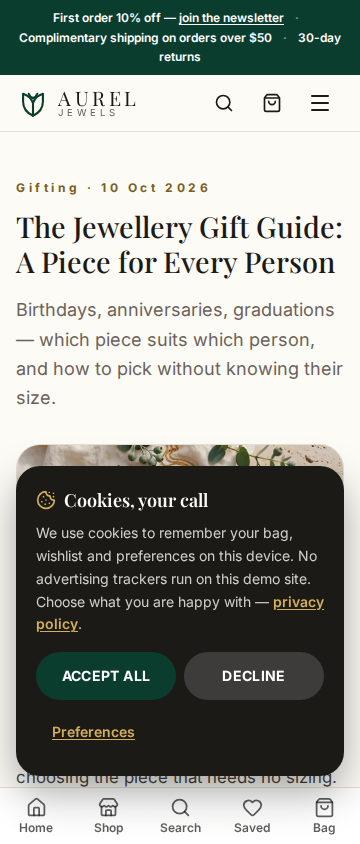 First order 10% off — join the newsletter ·
Complimentary shipping on orders over $50 · 30-day
returns
AUREL
JEWELS
Gifting · 10 Oct 2026
The Jewellery Gift Guide:
A Piece for Every Person
Birthdays, anniversaries, graduations
— which piece suits which person,
and how to pick without knowing their
size.
Cookies, your call
We use cookies to remember your bag,
wishlist and preferences on this device. No
advertising trackers run on this demo site.
Choose what you are happy with — privacy
policy.
ACCEPT ALL DECLINE
Preferences
choosing the piece that needs no sizing.
Home Shop Search Saved Bag